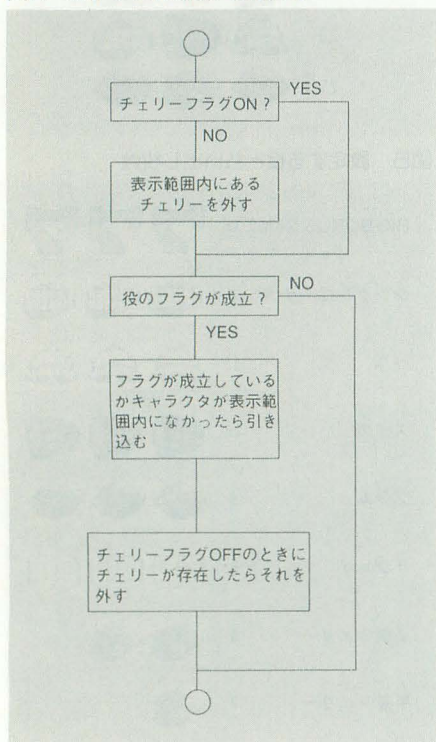 チェリーフラグON？
YES
NO
表示範囲内にある
チェリーを外す
役のフラグが成立？
NO
YES
フラグが成立している
かキャラクタが表示範
囲内になかったら引き
込む
チェリーフラグOFFのときに
チェリーが存在したらそれを
外す